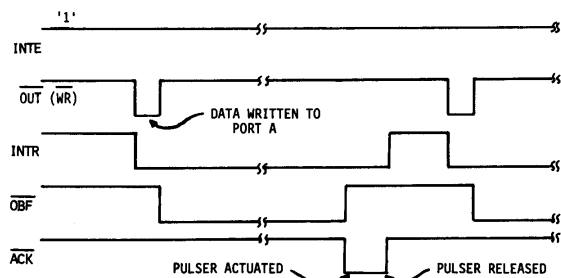 '1'
INTE
OUT (WR)
DATA WRITTEN TO
PORT A
INTR
OBF
ACK
PULSER ACTUATED
PULSER RELEASED